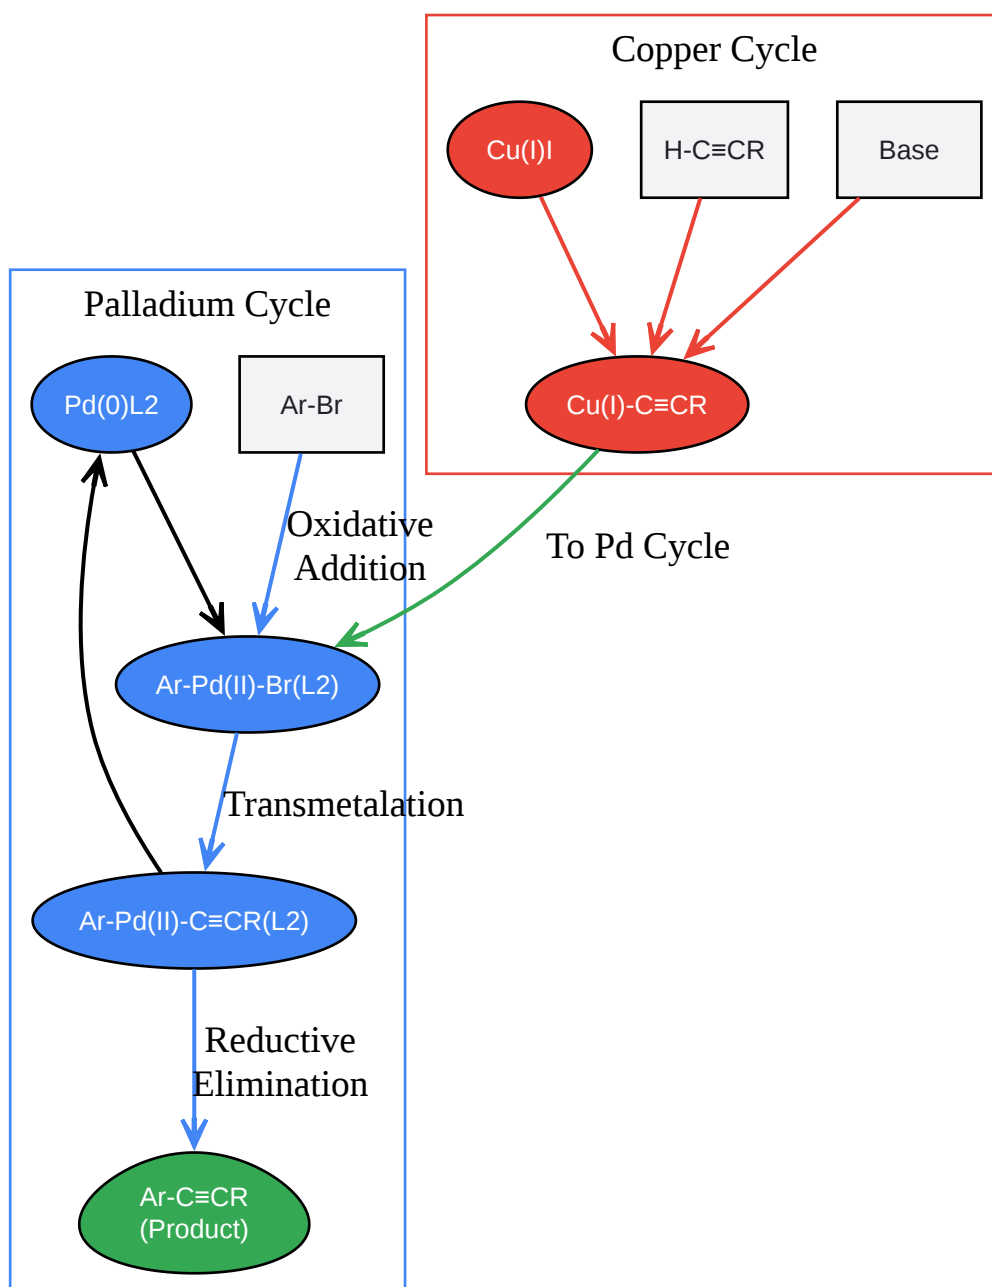 Copper Cycle
Cu(I)I
H-C≡CR
Base
Palladium Cycle
Pd(0)L2
Ar-Br
Cu(I)-C≡CR
Oxidative
Addition
To Pd Cycle
Ar-Pd(II)-Br(L2)
Transmetalation
Ar-Pd(II)-C≡CR(L2)
Reductive
Elimination
Ar-C≡CR
(Product)